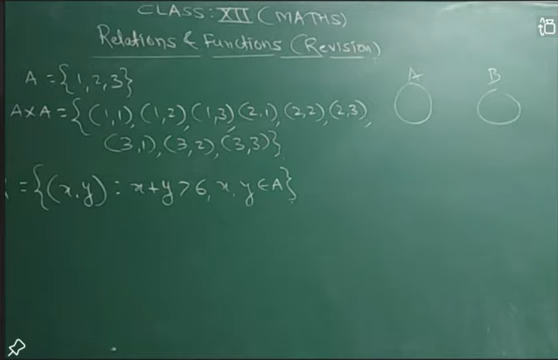 CLASS: XII (MATHS)
Relations & Functions (Revision)
A = {1, 2, 3}
A B
A×A = {(1,1), (1,2), (1,3), (2,1), (2,2), (2,3),
(3,1), (3,2), (3,3)}
= {(x, y) : x+y > 6, x, y ∈ A}